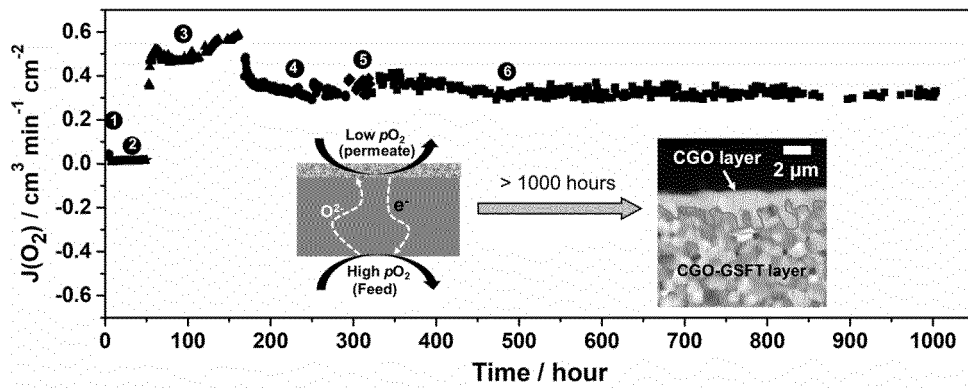 0.6
0.4
0.2
0.0
-0.2
-0.4
-0.6
J(O₂) / cm³ min⁻¹ cm⁻²
1
2
3
4
5
6
Low pO₂
(permeate)
O²⁻
e⁻
High pO₂
(Feed)
> 1000 hours
CGO layer
2 µm
CGO-GSFT layer
0 100 200 300 400 500 600 700 800 900 1000
Time / hour